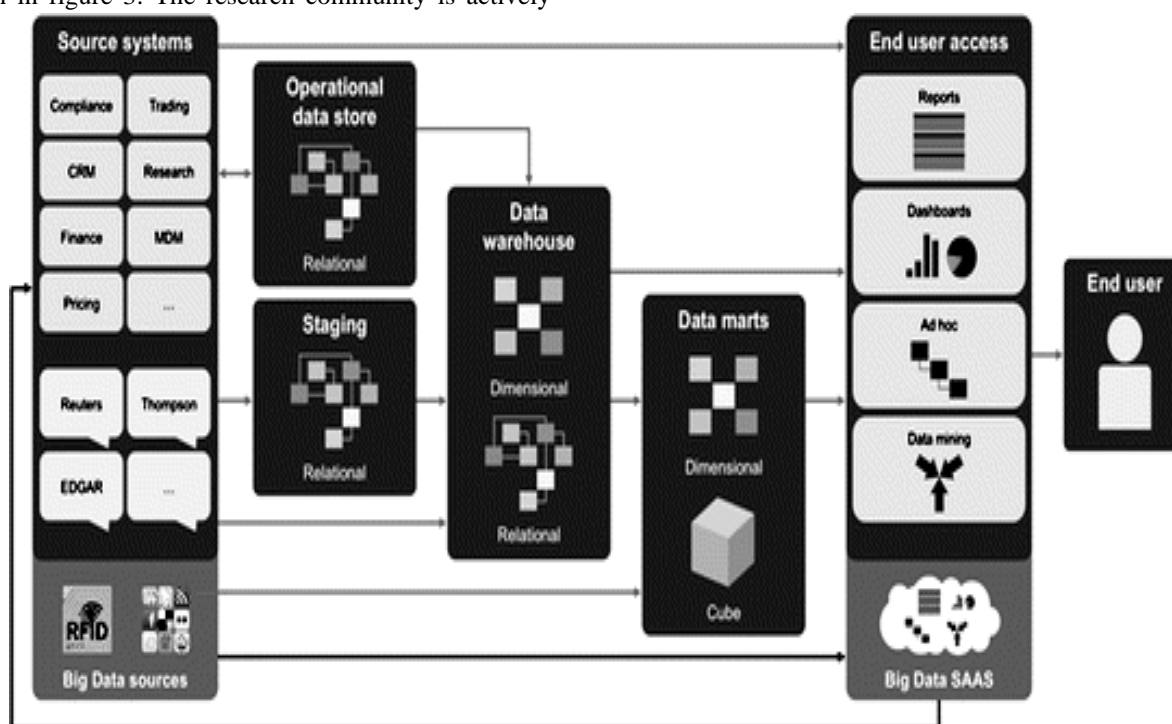 in figure 3. The research community is actively
Source systems
Compliance
Trading
CRM
Research
Finance
MDM
Pricing
...
Reuters
Thompson
EDGAR
...
RFID
Big Data sources
Operational
data store
Relational
Staging
Relational
Data
warehouse
Dimensional
Relational
Data marts
Dimensional
Cube
End user access
Reports
Dashboards
Ad hoc
Data mining
Big Data SAAS
End user